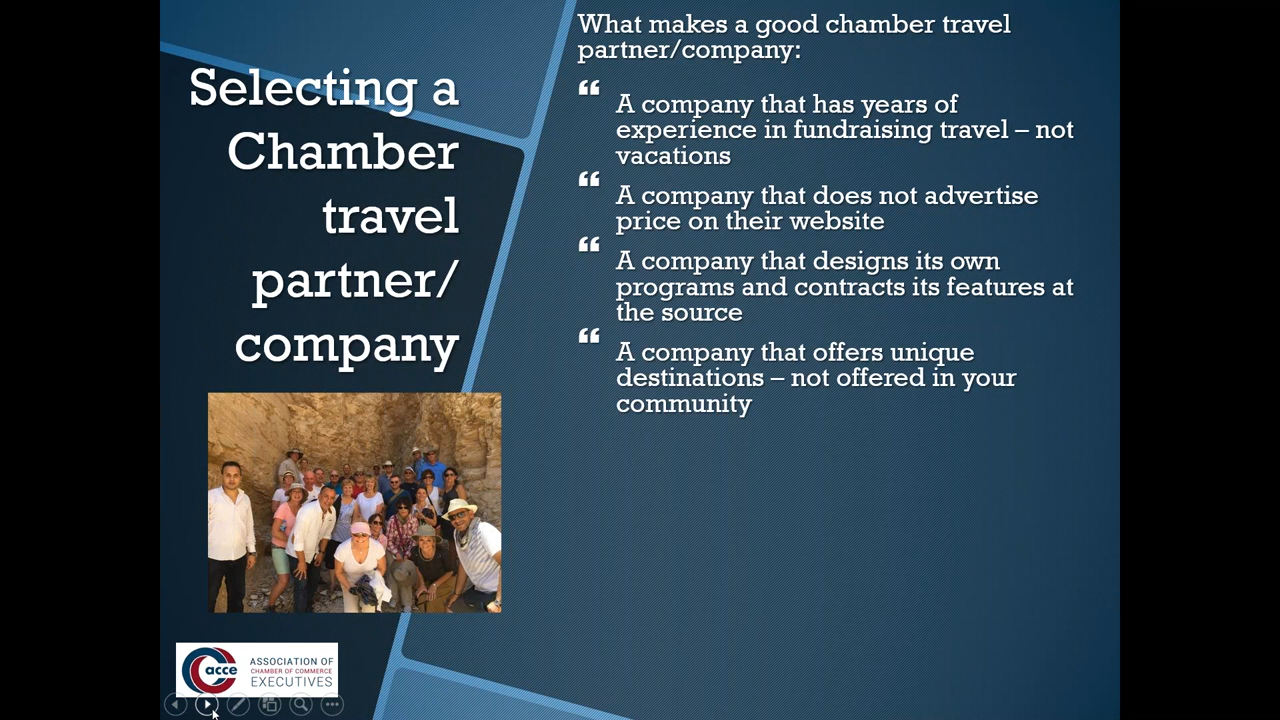 Selecting a
Chamber
travel
partner/
company
What makes a good chamber travel
partner/company:
“ A company that has years of
experience in fundraising travel – not
vacations
“ A company that does not advertise
price on their website
“ A company that designs its own
programs and contracts its features at
the source
“ A company that offers unique
destinations – not offered in your
community
acce
ASSOCIATION OF
CHAMBER OF COMMERCE
EXECUTIVES